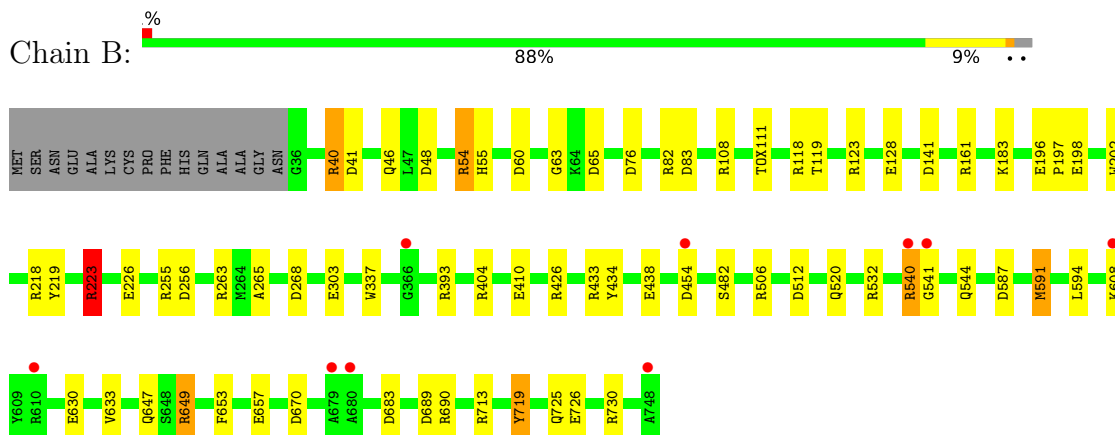 .%
Chain B:
88% 9% • •
MET SER ASN GLU ALA LYS CYS PRO PHE HIS GLN ALA ALA GLY ASN G36 R40 D41 Q46 L47 D48 R54 H55 D60 G63 K64 D65 D76 R82 D83 R108 TOX111 R118 T119 R123 E128 D141 R161 K183 E196 P197 E198
R218 Y219 R223 E226 R255 D256 R263 M264 A265 D268 E303 W337 G366 R393 R404 E410 R426 R433 Y434 E438 D454 S482 R506 D512 Q520 R532 R540 G541 Q544 D587 M591 L594 K608
Y609 R610 E630 V633 Q647 S648 R649 F653 E657 D670 A679 A680 D683 D689 R690 R713 Y719 Q725 E726 R730 A748